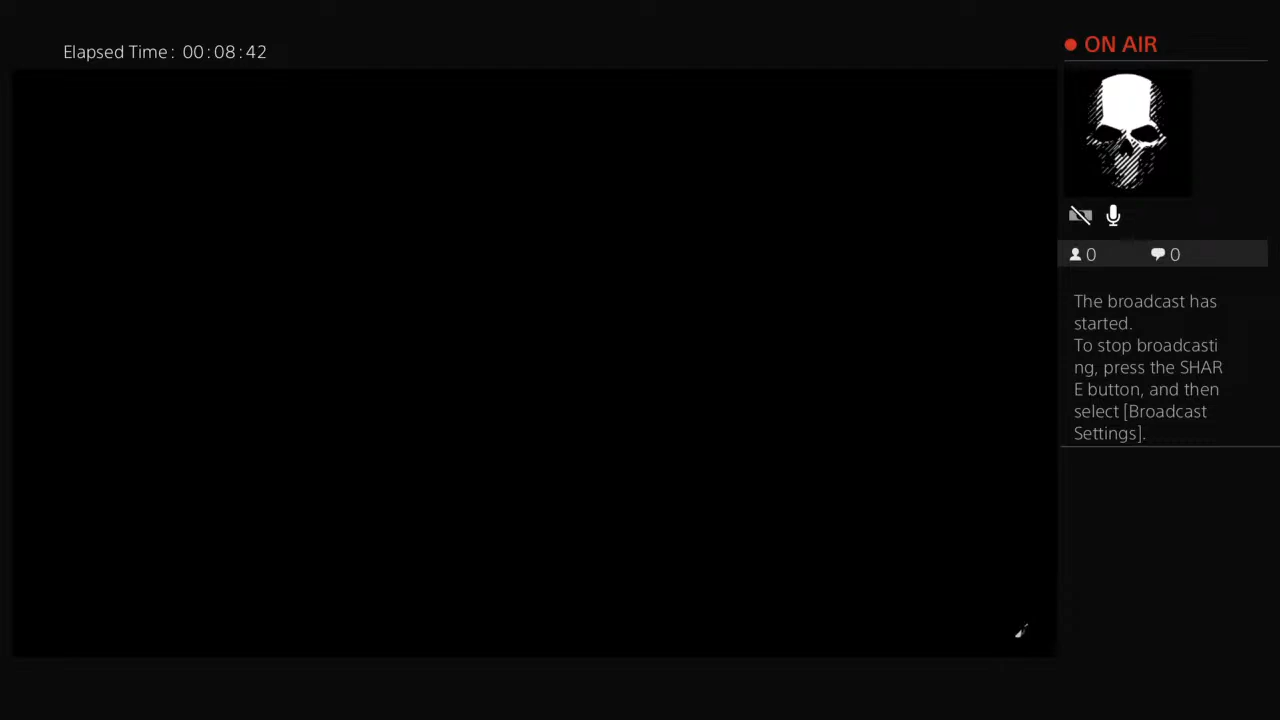 Elapsed Time: 00:08:42
ON AIR
0
0
The broadcast has
started.
To stop broadcasti
ng, press the SHAR
E button, and then
select [Broadcast
Settings].